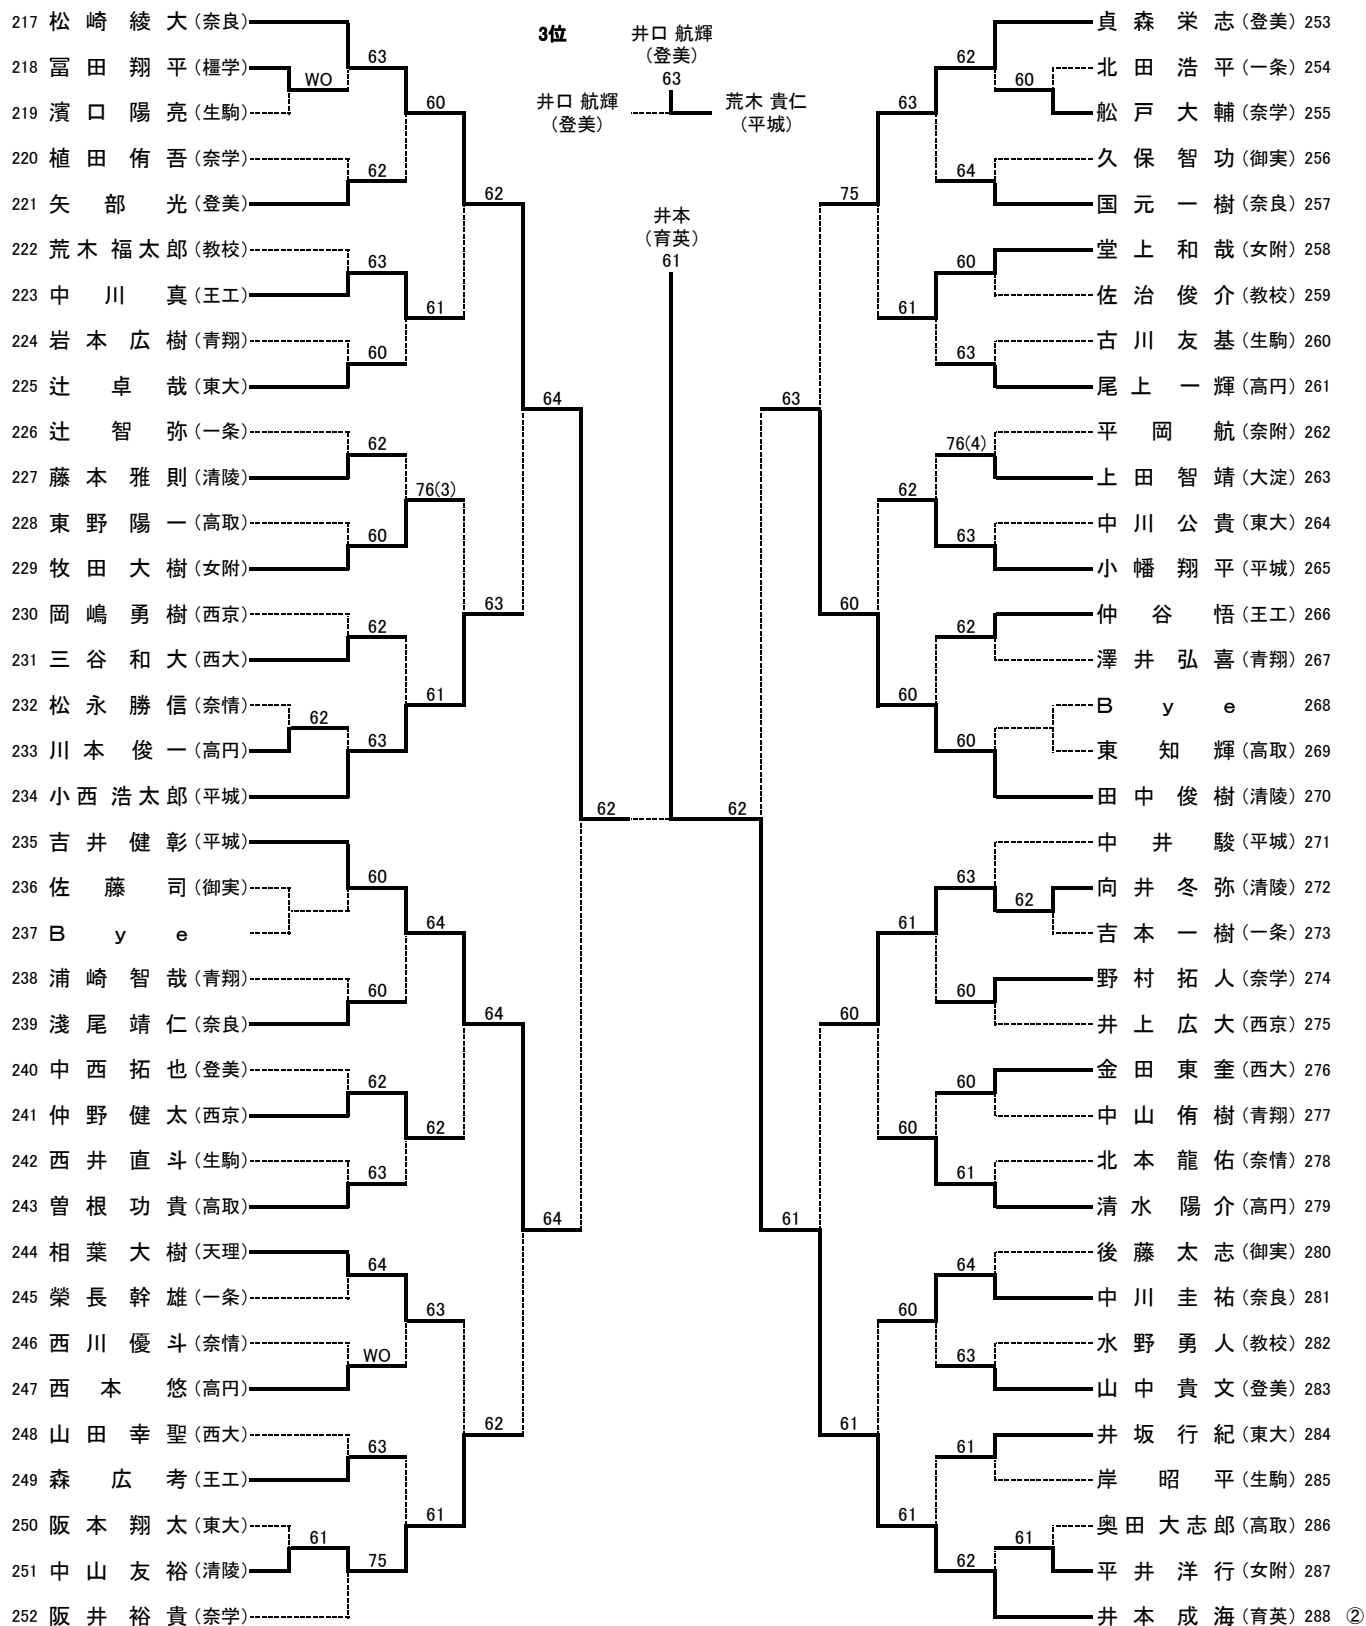 217 松崎綾大（奈良）
218 冨田翔平（橿学）
219 濱口陽亮（生駒）
220 植田侑吾（奈学）
221 矢部光（登美）
222 荒木福太郎（教校）
223 中川真（王工）
224 岩本広樹（青翔）
225 辻卓哉（東大）
226 辻智弥（一条）
227 藤本雅則（清陵）
228 東野陽一（高取）
229 牧田大樹（女附）
230 岡嶋勇樹（西京）
231 三谷和大（西大）
232 松永勝信（奈情）
233 川本俊一（高円）
234 小西浩太郎（平城）
235 吉井健彰（平城）
236 佐藤司（御実）
237 Ｂｙｅ
238 浦崎智哉（青翔）
239 淺尾靖仁（奈良）
240 中西拓也（登美）
241 仲野健太（西京）
242 西井直斗（生駒）
243 曽根功貴（高取）
244 相葉大樹（天理）
245 榮長幹雄（一条）
246 西川優斗（奈情）
247 西本悠（高円）
248 山田幸聖（西大）
249 森広考（王工）
250 阪本翔太（東大）
251 中山友裕（清陵）
252 阪井裕貴（奈学）
WO
62
61
63
62
63
60
62
60
62
63
60
60
62
63
64
WO
63
75
60
61
76(3)
61
64
62
63
61
62
63
64
62
64
64
62
3位
井口 航輝
（登美）
63
井口 航輝
（登美）
荒木 貴仁
（平城）
井本
（育英）
61
62
63
61
75
60
60
61
63
61
62
60
61
60
60
61
62
64
60
63
76(4)
63
62
60
63
60
60
61
64
63
61
62
60
62
61
貞森栄志（登美）253
北田浩平（一条）254
舩戸大輔（奈学）255
久保智功（御実）256
国元一樹（奈良）257
堂上和哉（女附）258
佐治俊介（教校）259
古川友基（生駒）260
尾上一輝（高円）261
平岡航（奈附）262
上田智靖（大淀）263
中川公貴（東大）264
小幡翔平（平城）265
仲谷悟（王工）266
澤井弘喜（青翔）267
Ｂｙｅ 268
東知輝（高取）269
田中俊樹（清陵）270
中井駿（平城）271
向井冬弥（清陵）272
吉本一樹（一条）273
野村拓人（奈学）274
井上広大（西京）275
金田東奎（西大）276
中山侑樹（青翔）277
北本龍佑（奈情）278
清水陽介（高円）279
後藤太志（御実）280
中川圭祐（奈良）281
水野勇人（教校）282
山中貴文（登美）283
井坂行紀（東大）284
岸昭平（生駒）285
奥田大志郎（高取）286
平井洋行（女附）287
井本成海（育英）288 ②